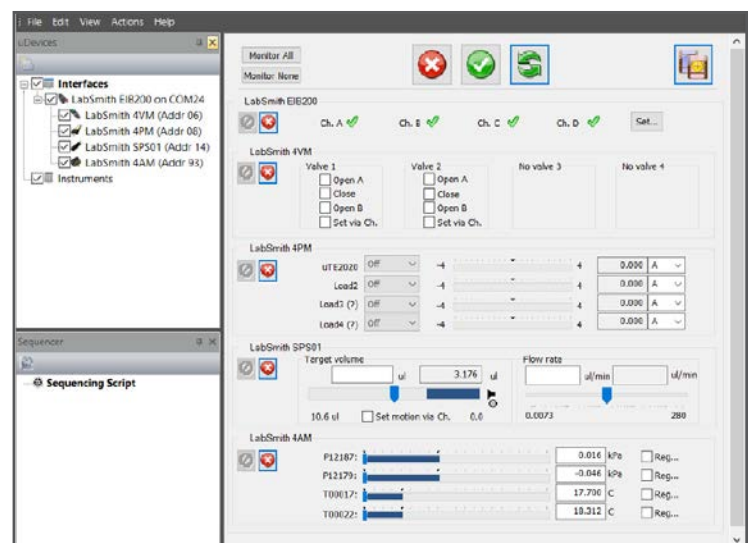 File Edit View Actions Help
uDevices
Interfaces
LabSmith EIB200 on COM24
LabSmith 4VM (Addr 06)
LabSmith 4PM (Addr 08)
LabSmith SPS01 (Addr 14)
LabSmith 4AM (Addr 93)
Instruments
Sequencer
Sequencing Script
Monitor All
Monitor None
LabSmith EIB200
Ch. A Ch. B Ch. C Ch. D Set...
LabSmith 4VM
Valve 1 Valve 2 No valve 3 No valve 4
Open A Open A
Close Close
Open B Open B
Set via Ch. Set via Ch.
LabSmith 4PM
uTE2020 Off -4 4 0.000 A
Load2 Off -4 4 0.000 A
Load3 (?) Off -4 4 0.000 A
Load4 (?) Off -4 4 0.000 A
LabSmith SPS01
Target volume Flow rate
ul 3.176 ul ul/min ul/min
10.6 ul Set motion via Ch. 0.0 0.0073 280
LabSmith 4AM
P12187: 0.016 kPa Reg...
P12179: -0.046 kPa Reg...
T00017: 17.700 C Reg...
T00022: 18.312 C Reg...